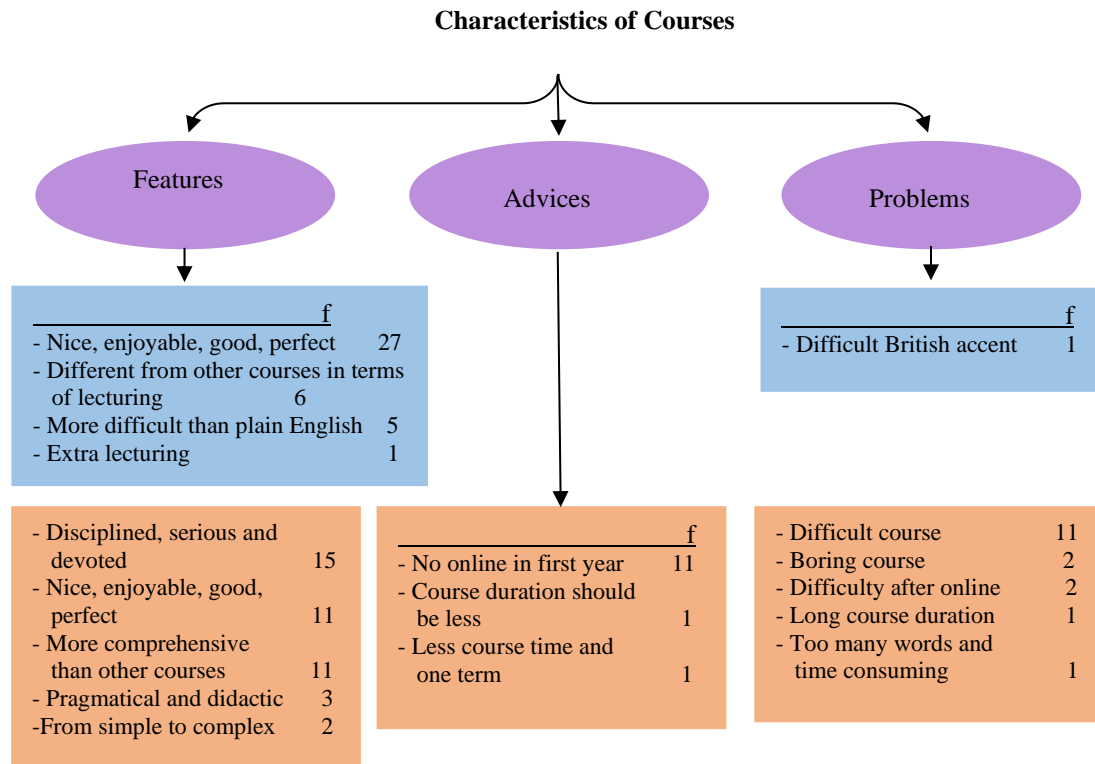 Characteristics of Courses
Features
Advices
Problems
f
- Nice, enjoyable, good, perfect 27
- Different from other courses in terms
of lecturing 6
- More difficult than plain English 5
- Extra lecturing 1
f
- Difficult British accent 1
- Disciplined, serious and
devoted 15
- Nice, enjoyable, good,
perfect 11
- More comprehensive
than other courses 11
- Pragmatical and didactic 3
-From simple to complex 2
f
- No online in first year 11
- Course duration should
be less 1
- Less course time and
one term 1
- Difficult course 11
- Boring course 2
- Difficulty after online 2
- Long course duration 1
- Too many words and
time consuming 1